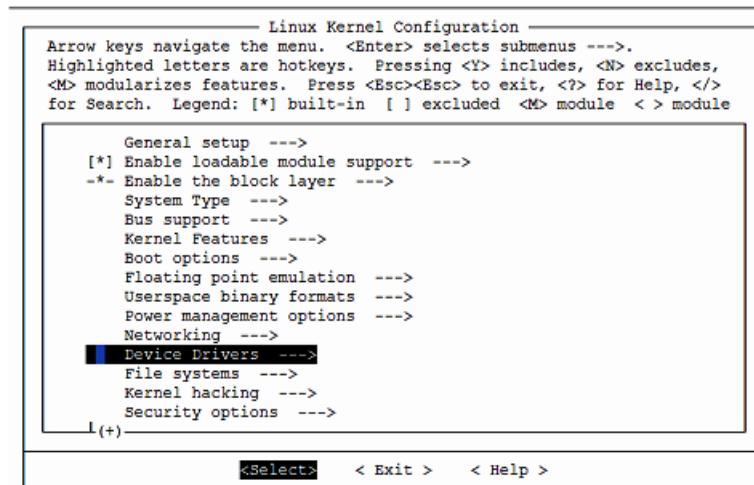 Linux Kernel Configuration
Arrow keys navigate the menu.  <Enter> selects submenus --->.
Highlighted letters are hotkeys.  Pressing <Y> includes, <N> excludes,
<M> modularizes features.  Press <Esc><Esc> to exit, <?> for Help, </>
for Search.  Legend: [*] built-in  [ ] excluded  <M> module  < > module
General setup  --->
[*] Enable loadable module support  --->
-*- Enable the block layer  --->
System Type  --->
Bus support  --->
Kernel Features  --->
Boot options  --->
Floating point emulation  --->
Userspace binary formats  --->
Power management options  --->
Networking  --->
Device Drivers  --->
File systems  --->
Kernel hacking  --->
Security options  --->
(+)
<Select>    < Exit >    < Help >